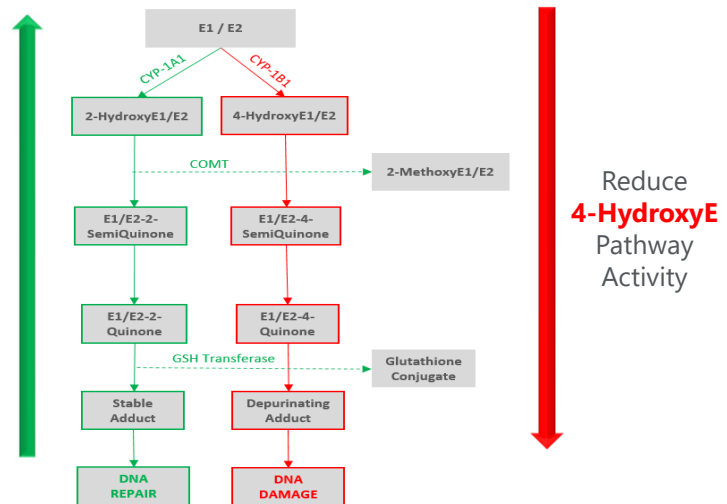 E1 / E2
CYP-1A1
CYP-1B1
2-HydroxyE1/E2
4-HydroxyE1/E2
COMT
2-MethoxyE1/E2
E1/E2-2-
SemiQuinone
E1/E2-4-
SemiQuinone
E1/E2-2-
Quinone
E1/E2-4-
Quinone
GSH Transferase
Glutathione
Conjugate
Stable
Adduct
Depurinating
Adduct
DNA
REPAIR
DNA
DAMAGE
Reduce
4-HydroxyE
Pathway
Activity